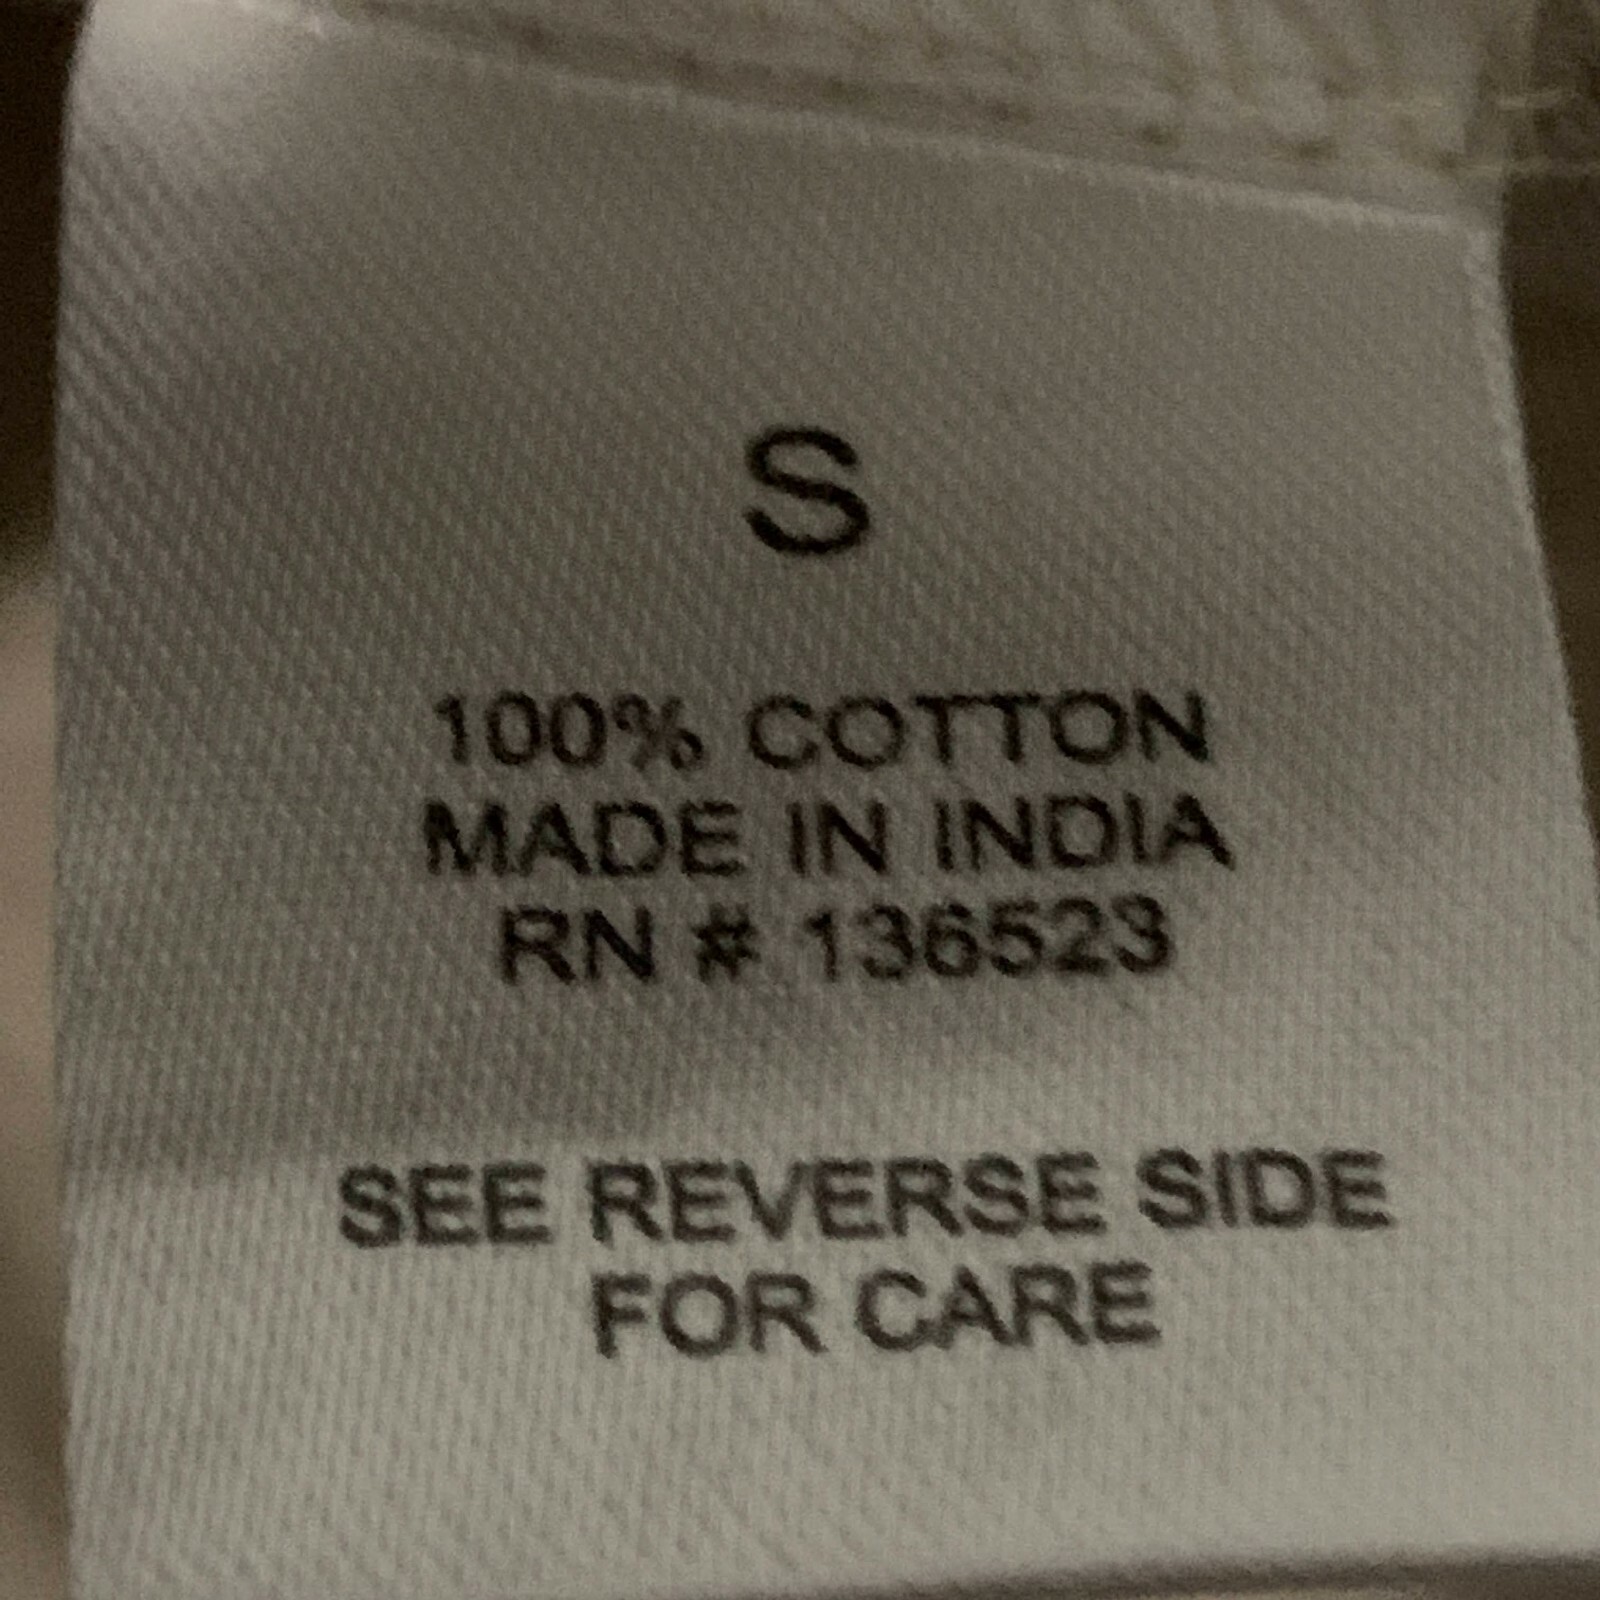 S
100% COTTON
MADE IN INDIA
RN # 136523
SEE REVERSE SIDE
FOR CARE